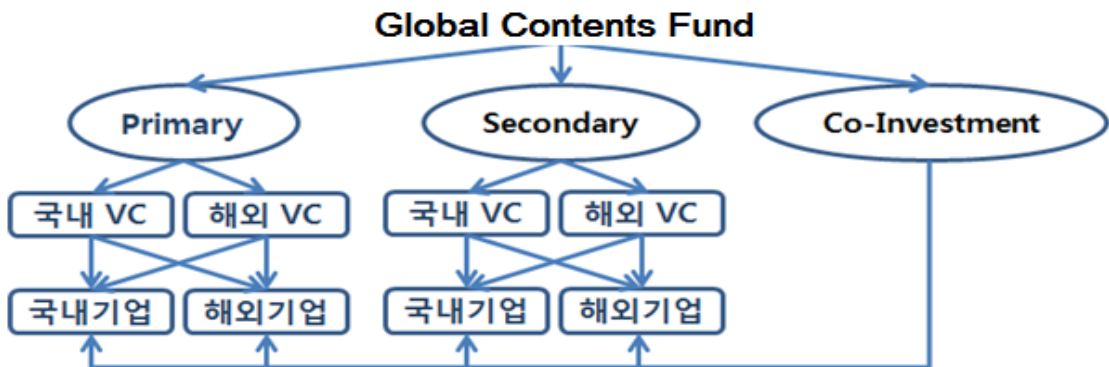 Global Contents Fund
Primary
Secondary
Co-Investment
국내 VC
해외 VC
국내 VC
해외 VC
국내기업
해외기업
국내기업
해외기업